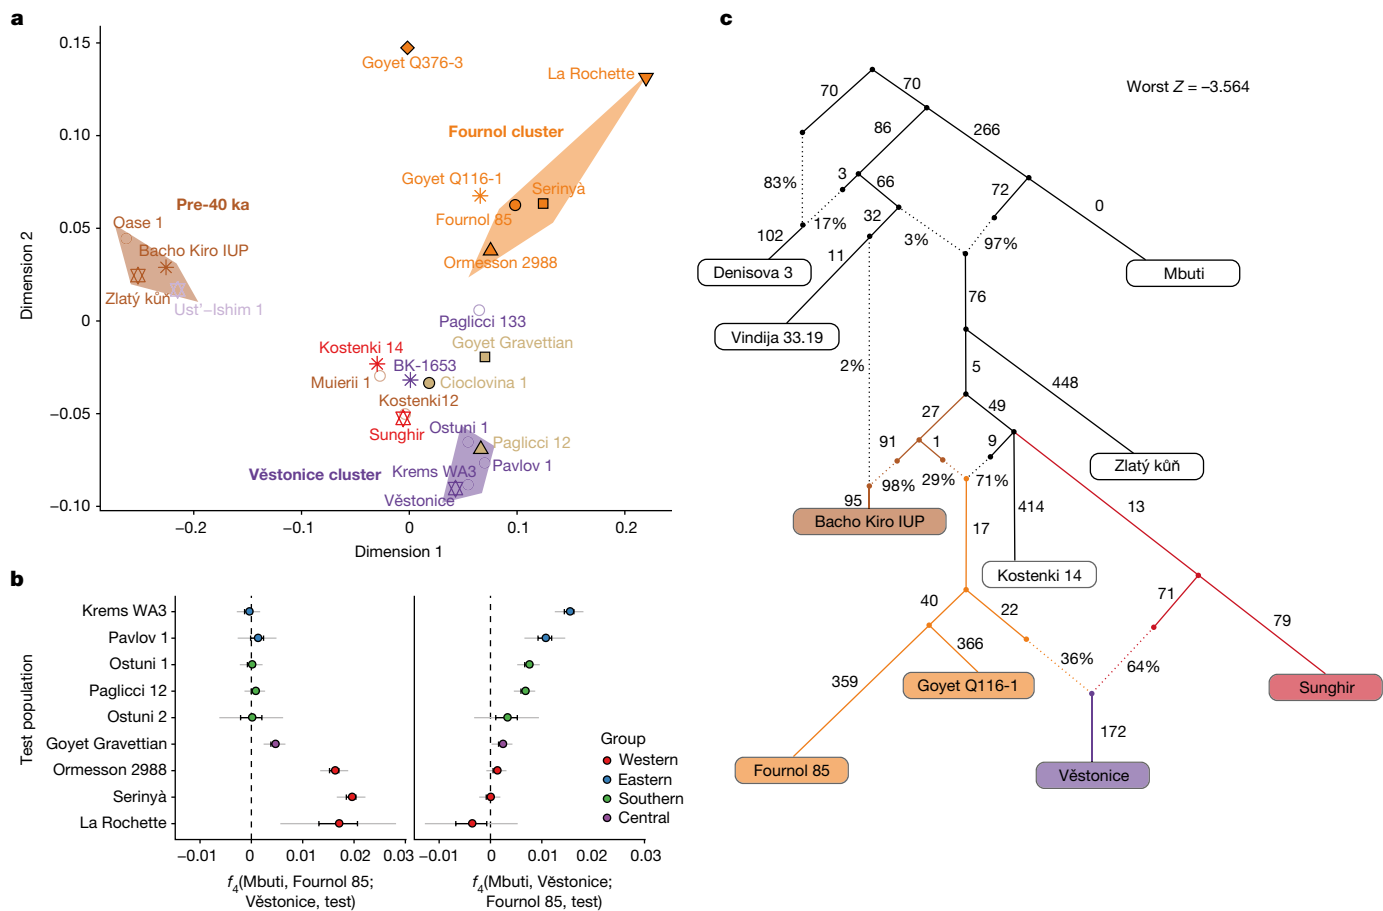 a
0.15
0.10
0.05
0
−0.05
−0.10
Dimension 2
−0.2
−0.1
0
0.1
0.2
Dimension 1
Goyet Q376-3
La Rochette
Fournol cluster
Goyet Q116-1
Serinyà
Fournol 85
Ormesson 2988
Pre-40 ka
Oase 1
Bacho Kiro IUP
Zlatý kůň
Ust'−Ishim 1
Paglicci 133
Goyet Gravettian
Kostenki 14
BK-1653
Muierii 1
Cioclovina 1
Kostenki12
Sunghir
Ostuni 1
Paglicci 12
Věstonice cluster
Krems WA3
Pavlov 1
Věstonice
b
Test population
Krems WA3
Pavlov 1
Ostuni 1
Paglicci 12
Ostuni 2
Goyet Gravettian
Ormesson 2988
Serinyà
La Rochette
−0.01
0
0.01
0.02
0.03
f4(Mbuti, Fournol 85;
Věstonice, test)
−0.01
0
0.01
0.02
0.03
f4(Mbuti, Věstonice;
Fournol 85, test)
Group
Western
Eastern
Southern
Central
c
Worst Z = −3.564
70
70
86
266
83%
3
66
72
0
17%
32
3%
97%
102
11
Denisova 3
Mbuti
76
Vindija 33.19
2%
5
448
27
49
91
1
9
Zlatý kůň
98%
29%
71%
95
414
13
Bacho Kiro IUP
17
Kostenki 14
40
22
71
79
366
36%
64%
359
Goyet Q116-1
Sunghir
172
Fournol 85
Věstonice